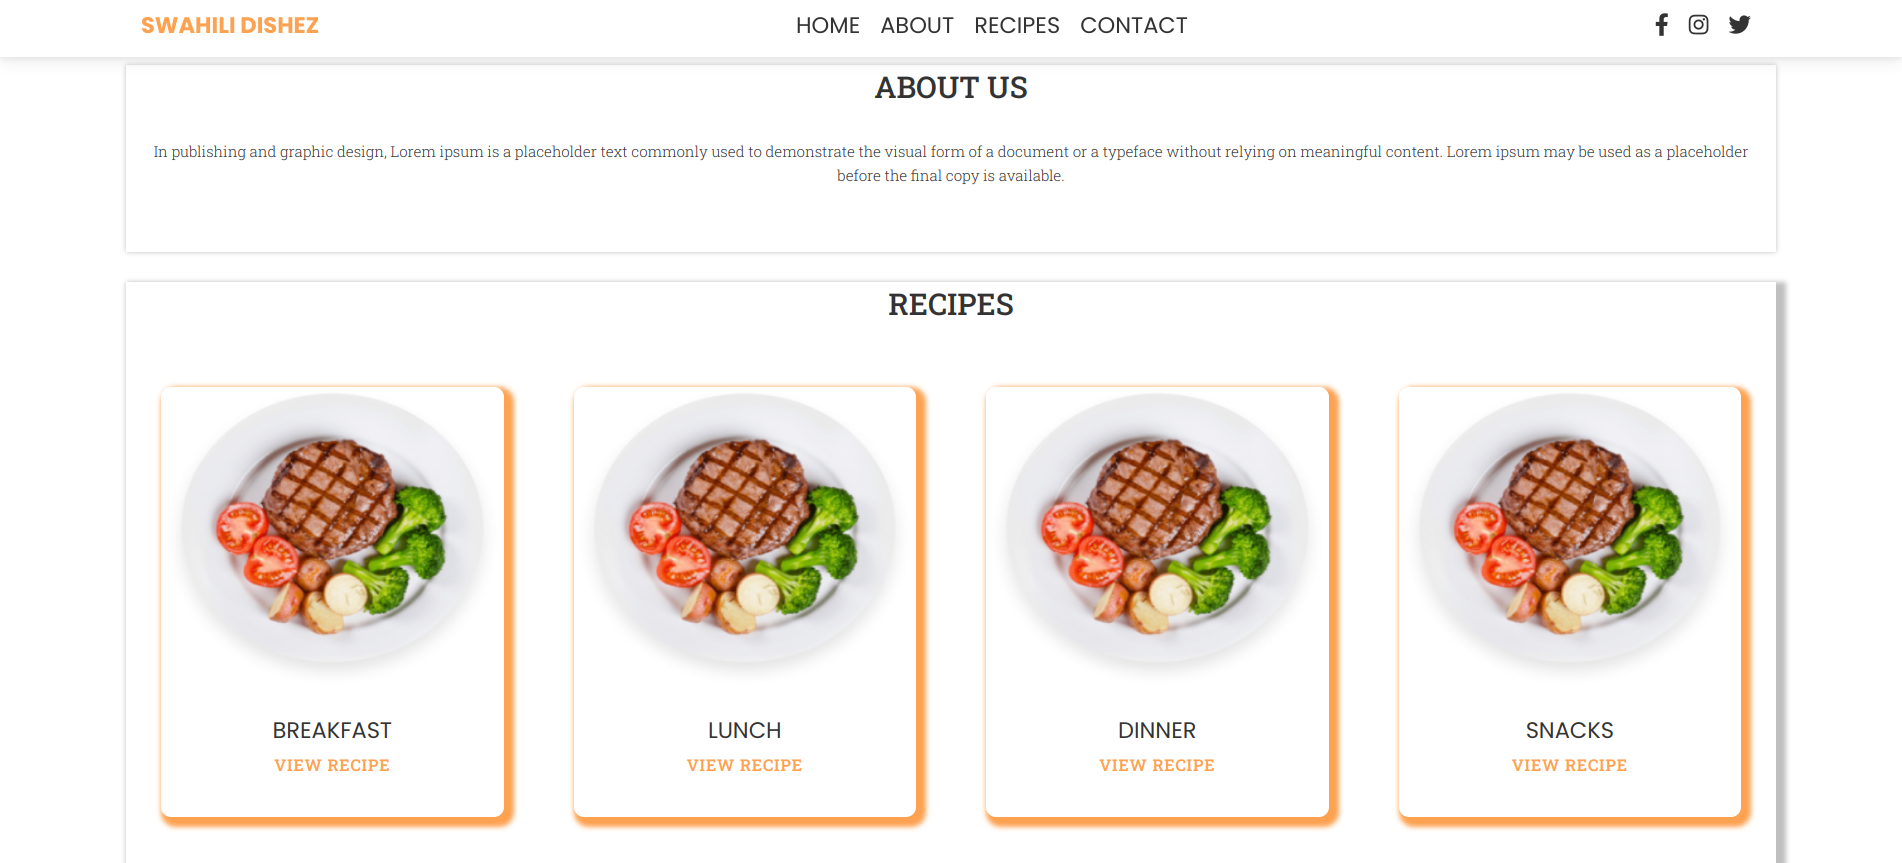 SWAHILI DISHEZ
HOME ABOUT RECIPES CONTACT
ABOUT US
In publishing and graphic design, Lorem ipsum is a placeholder text commonly used to demonstrate the visual form of a document or a typeface without relying on meaningful content. Lorem ipsum may be used as a placeholder
before the final copy is available.
RECIPES
BREAKFAST
VIEW RECIPE
LUNCH
VIEW RECIPE
DINNER
VIEW RECIPE
SNACKS
VIEW RECIPE